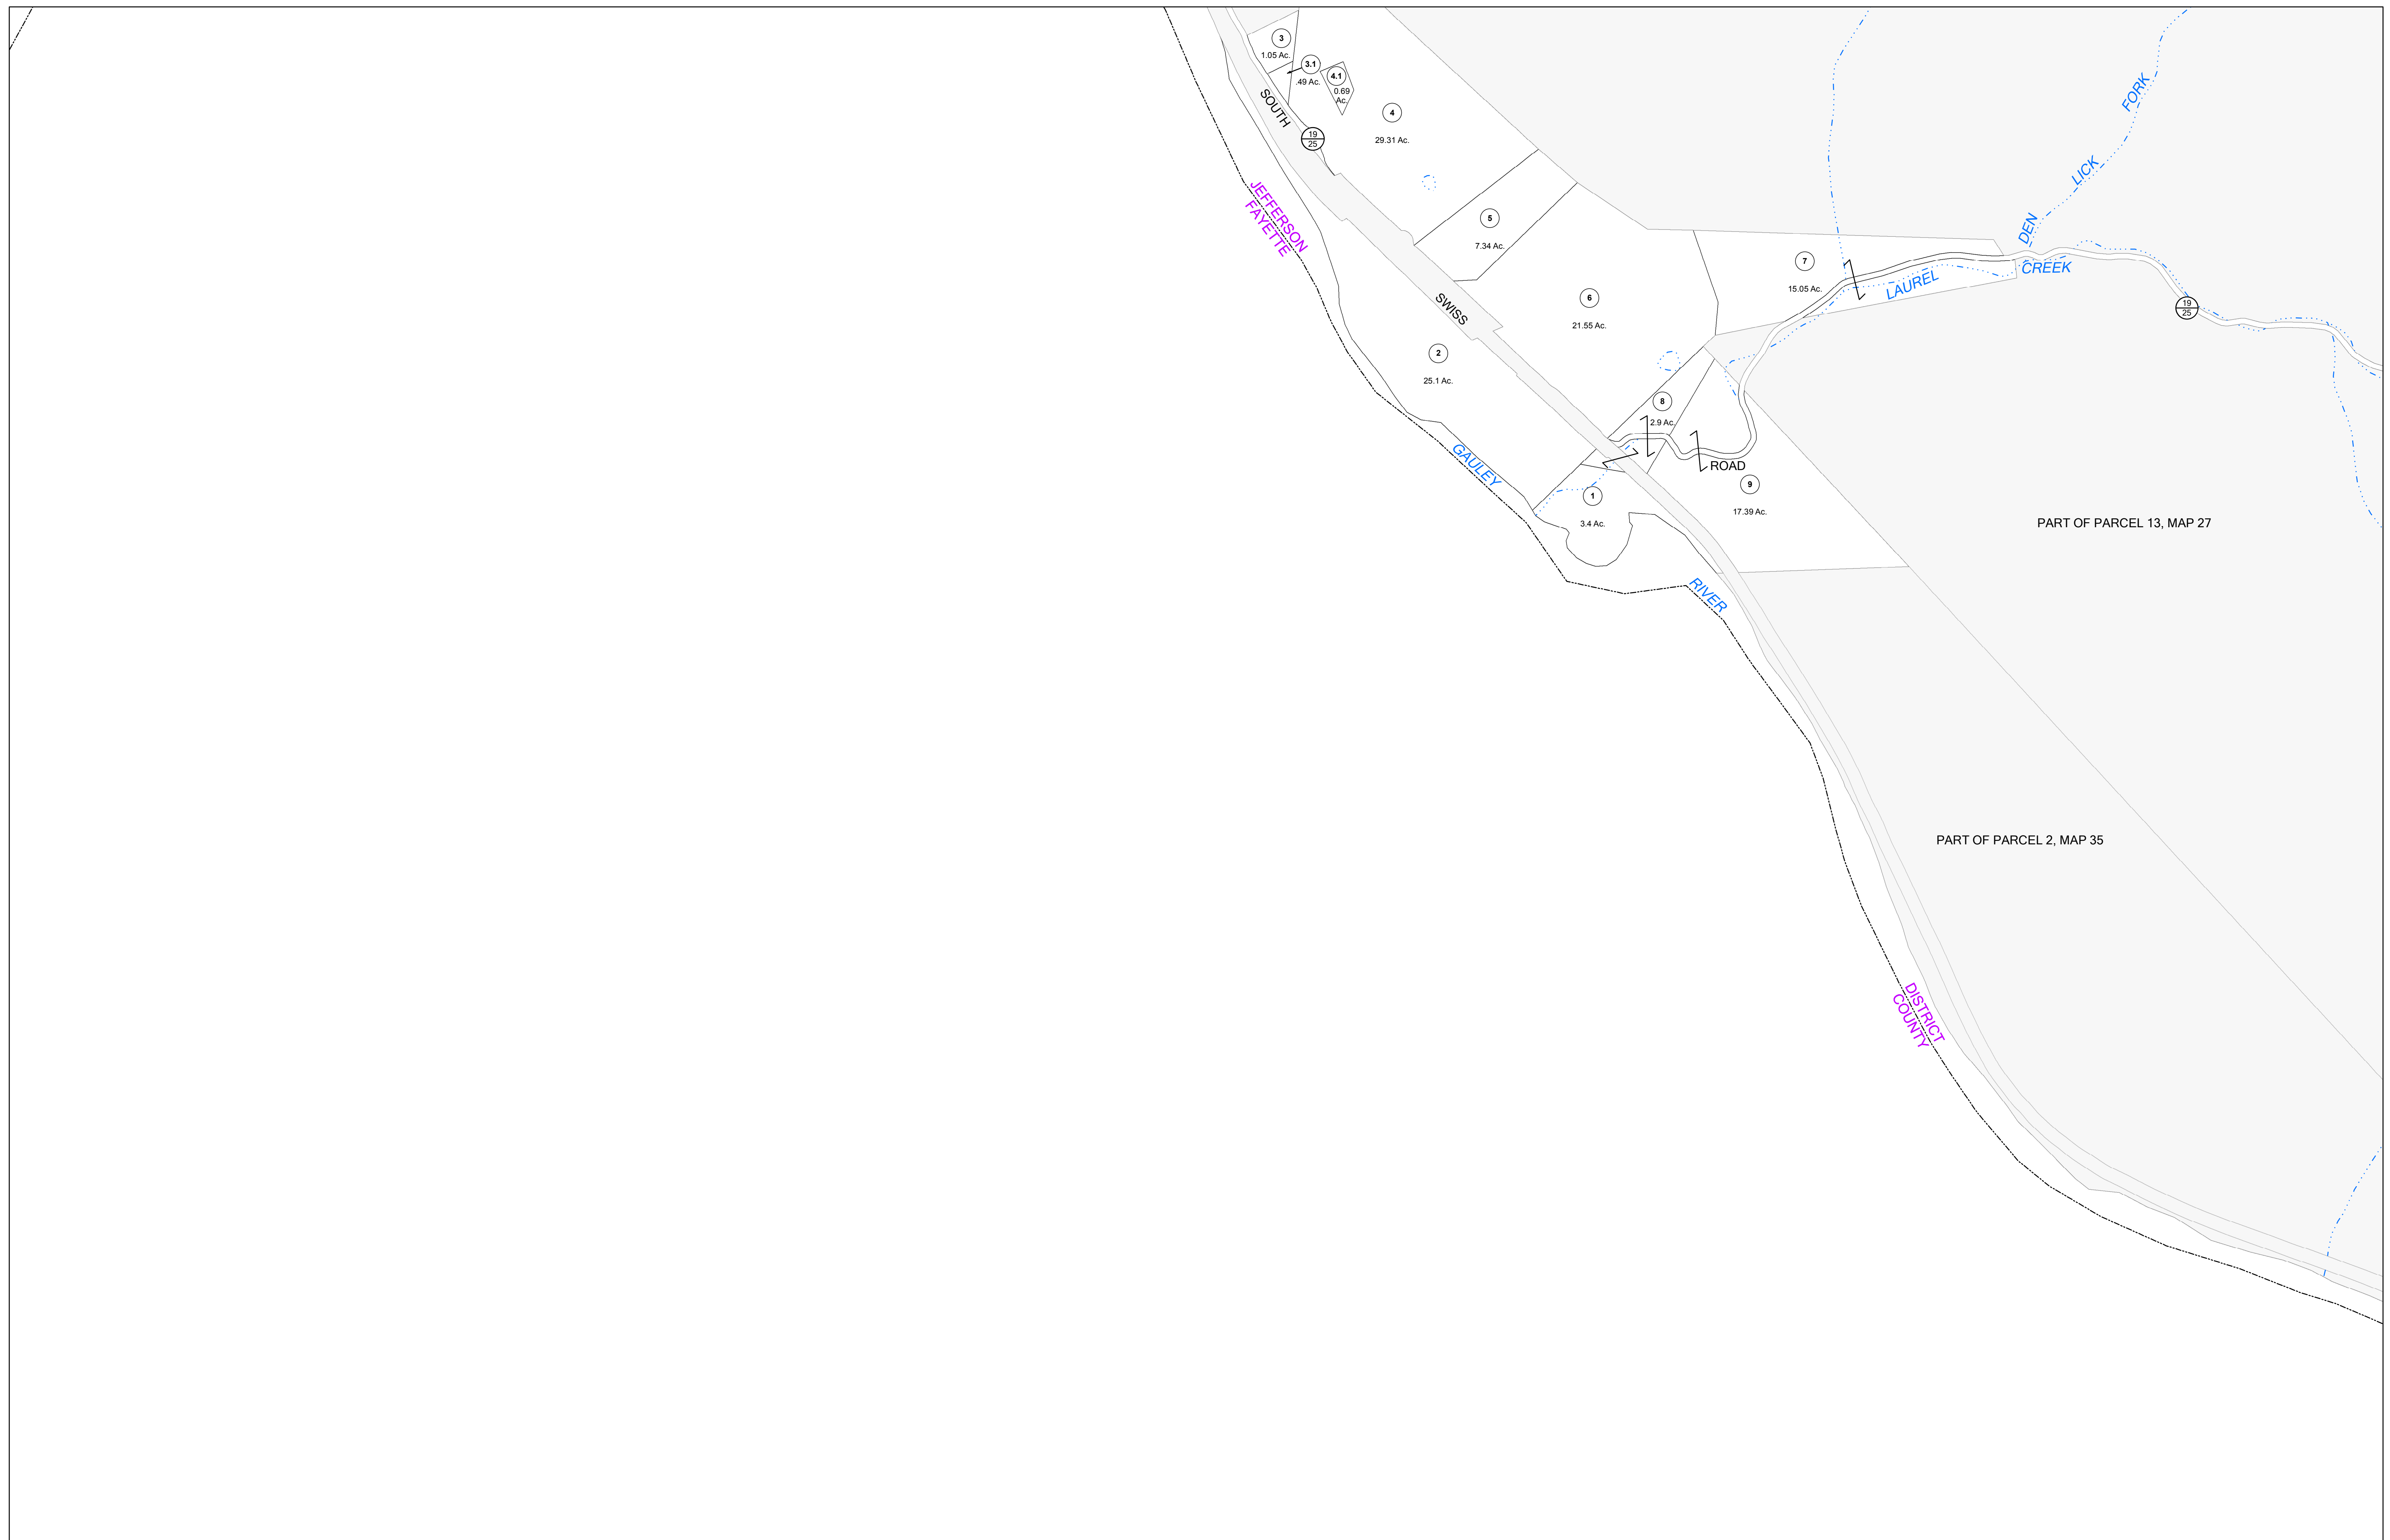 3
1.05 Ac.
3.1
.49 Ac.
4.1
0.69
Ac.
4
29.31 Ac.
SOUTH
19
25
JEFFERSON
FAYETTE
5
7.34 Ac.
SWISS
6
21.55 Ac.
7
15.05 Ac.
LAUREL
CREEK
DEN
LICK
FORK
19
25
2
25.1 Ac.
8
2.9 Ac.
ROAD
9
17.39 Ac.
1
3.4 Ac.
GAULEY
RIVER
PART OF PARCEL 13, MAP 27
PART OF PARCEL 2, MAP 35
DISTRICT
COUNTY